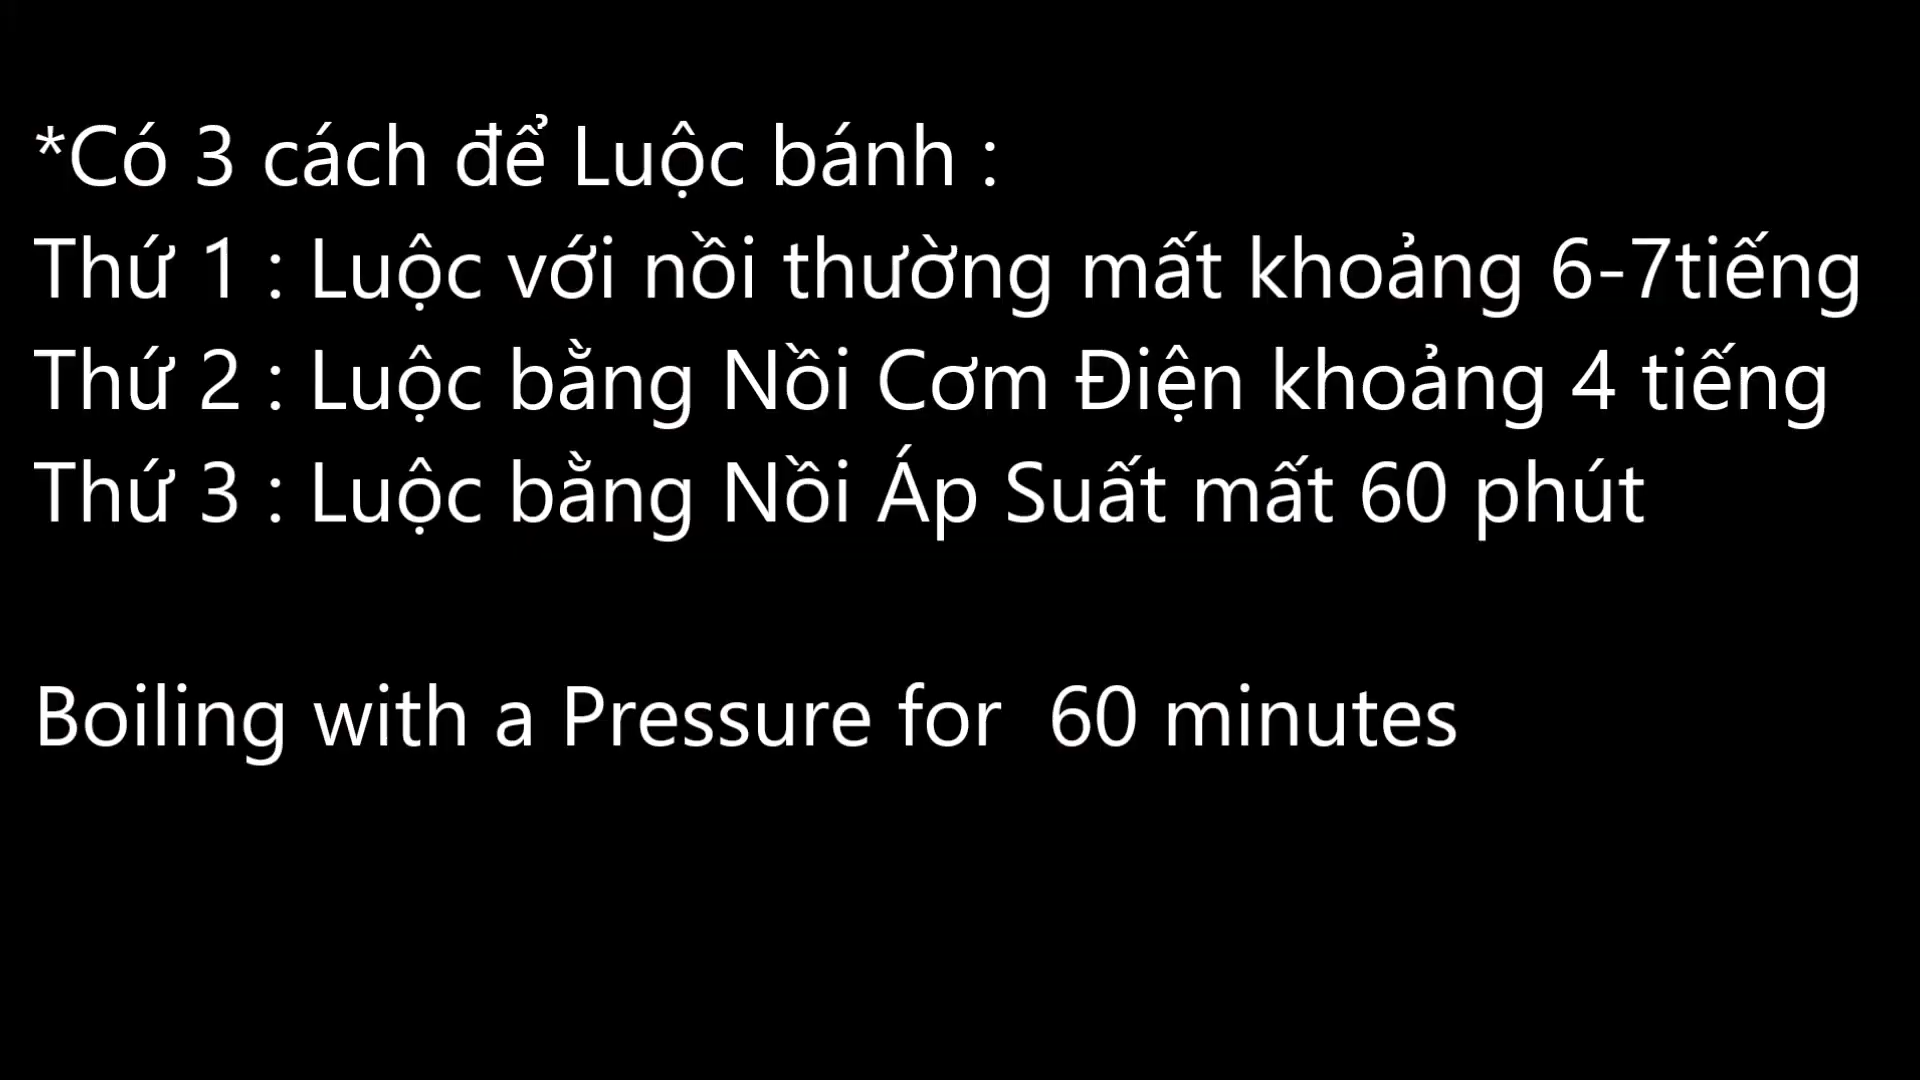 *Có 3 cách để Luộc bánh :
Thứ 1 : Luộc với nồi thường mất khoảng 6-7tiếng
Thứ 2 : Luộc bằng Nồi Cơm Điện khoảng 4 tiếng
Thứ 3 : Luộc bằng Nồi Áp Suất mất 60 phút
Boiling with a Pressure for  60 minutes